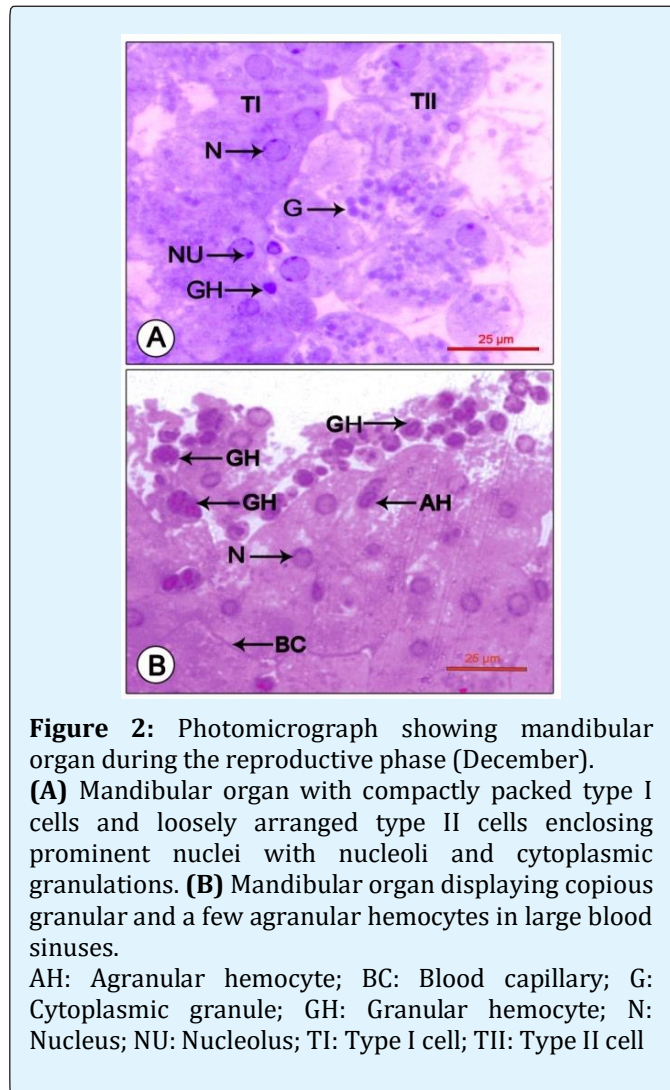 TI
TII
N
G
NU
GH
A
25 µm
GH
GH
GH
AH
N
BC
B
25 µm
Figure 2: Photomicrograph showing mandibular
organ during the reproductive phase (December).
(A) Mandibular organ with compactly packed type I
cells and loosely arranged type II cells enclosing
prominent nuclei with nucleoli and cytoplasmic
granulations. (B) Mandibular organ displaying copious
granular and a few agranular hemocytes in large blood
sinuses.
AH: Agranular hemocyte; BC: Blood capillary; G:
Cytoplasmic granule; GH: Granular hemocyte; N:
Nucleus; NU: Nucleolus; TI: Type I cell; TII: Type II cell